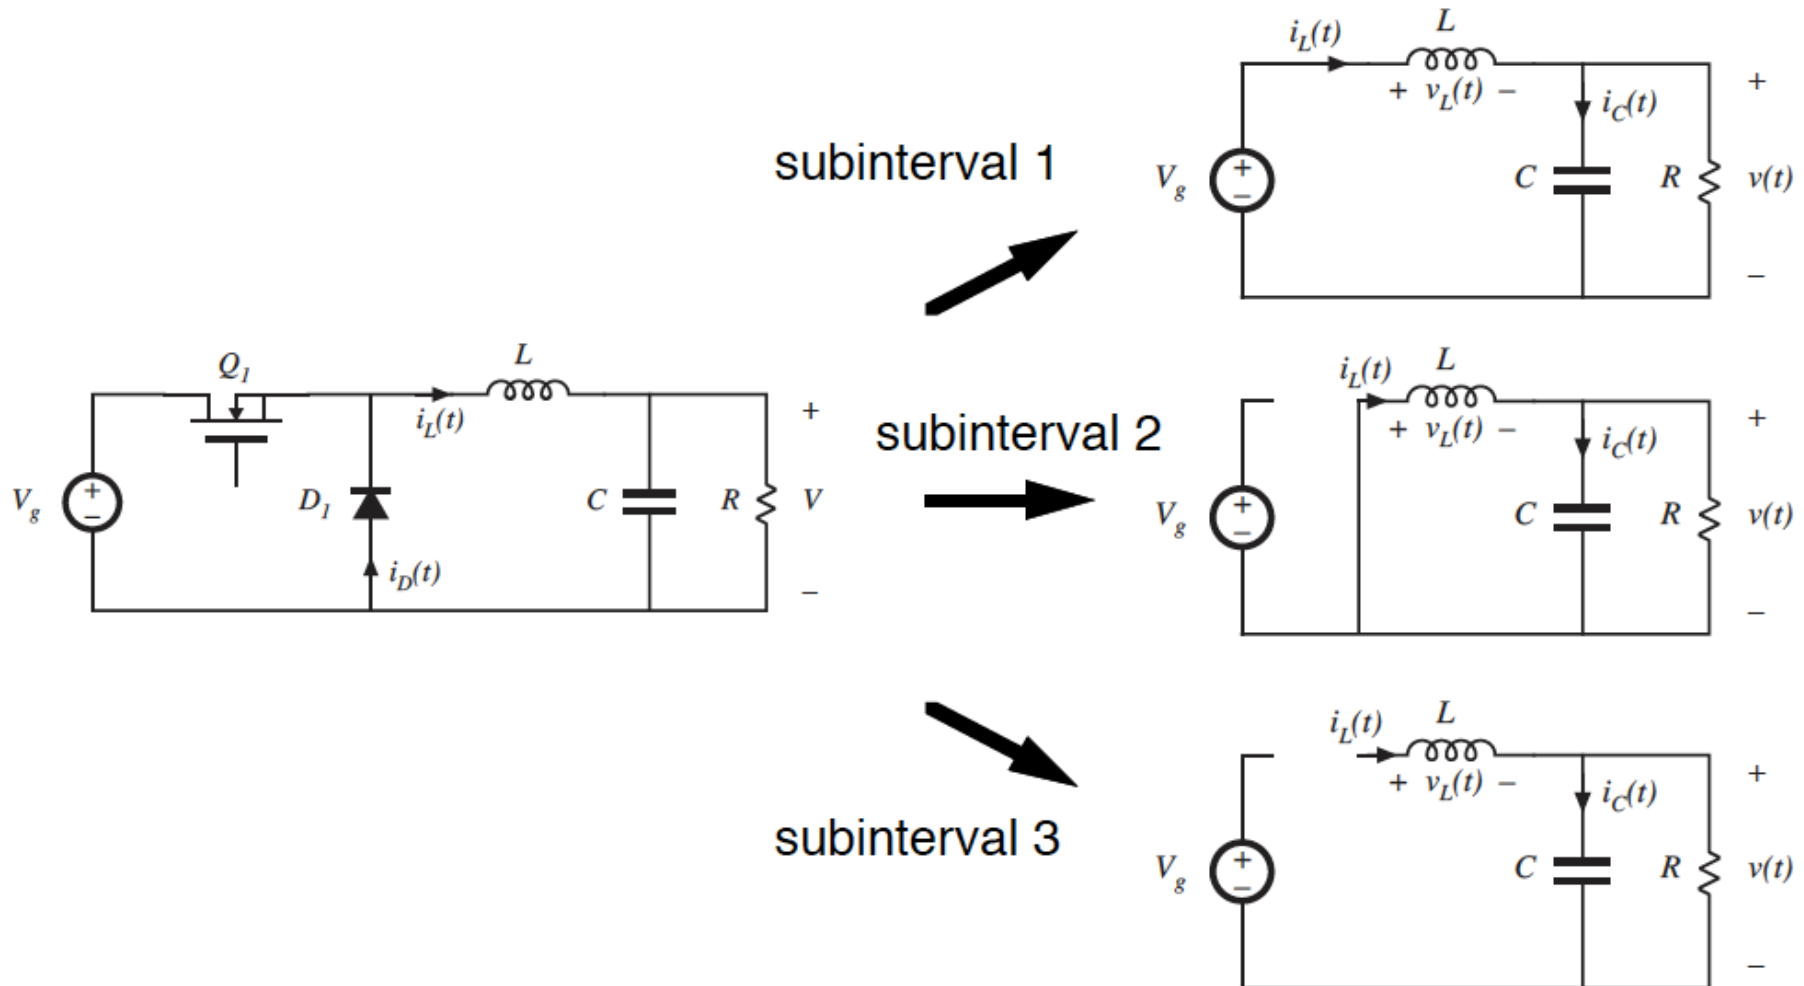 Q1
L
iL(t)
Vg
+
−
D1
iD(t)
C
R
+
V
−
subinterval 1
iL(t)
L
+ vL(t) −
iC(t)
Vg
+
−
C
R
+
v(t)
−
subinterval 2
iL(t)
L
+ vL(t) −
iC(t)
Vg
+
−
C
R
+
v(t)
−
subinterval 3
iL(t)
L
+ vL(t) −
iC(t)
Vg
+
−
C
R
+
v(t)
−